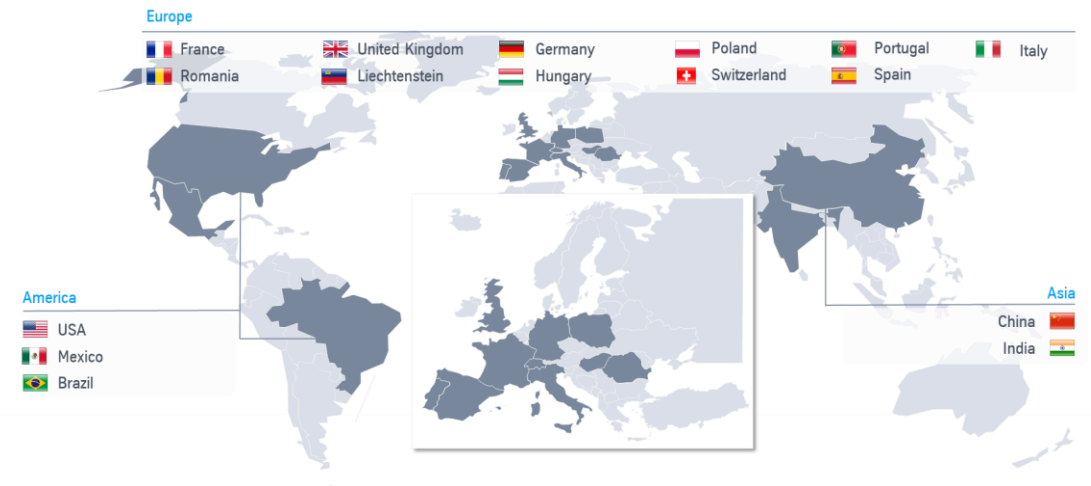 Europe
France United Kingdom Germany Poland Portugal Italy
Romania Liechtenstein Hungary Switzerland Spain
America
USA
Mexico
Brazil
Asia
China
India